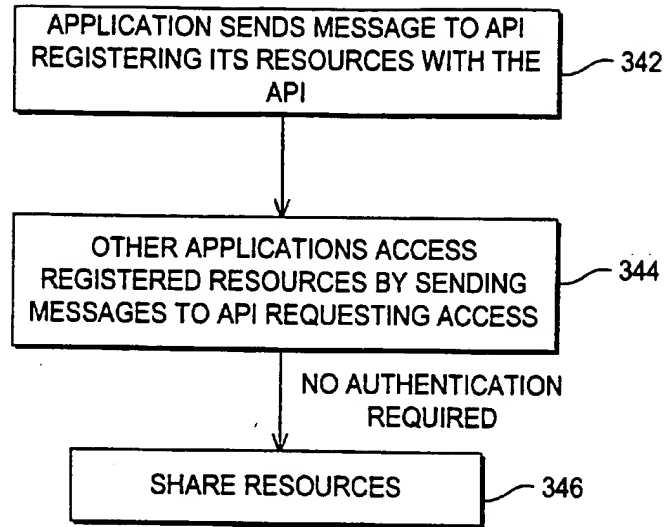 APPLICATION SENDS MESSAGE TO API
REGISTERING ITS RESOURCES WITH THE
API
342
OTHER APPLICATIONS ACCESS
REGISTERED RESOURCES BY SENDING
MESSAGES TO API REQUESTING ACCESS
344
NO AUTHENTICATION
REQUIRED
SHARE RESOURCES
346